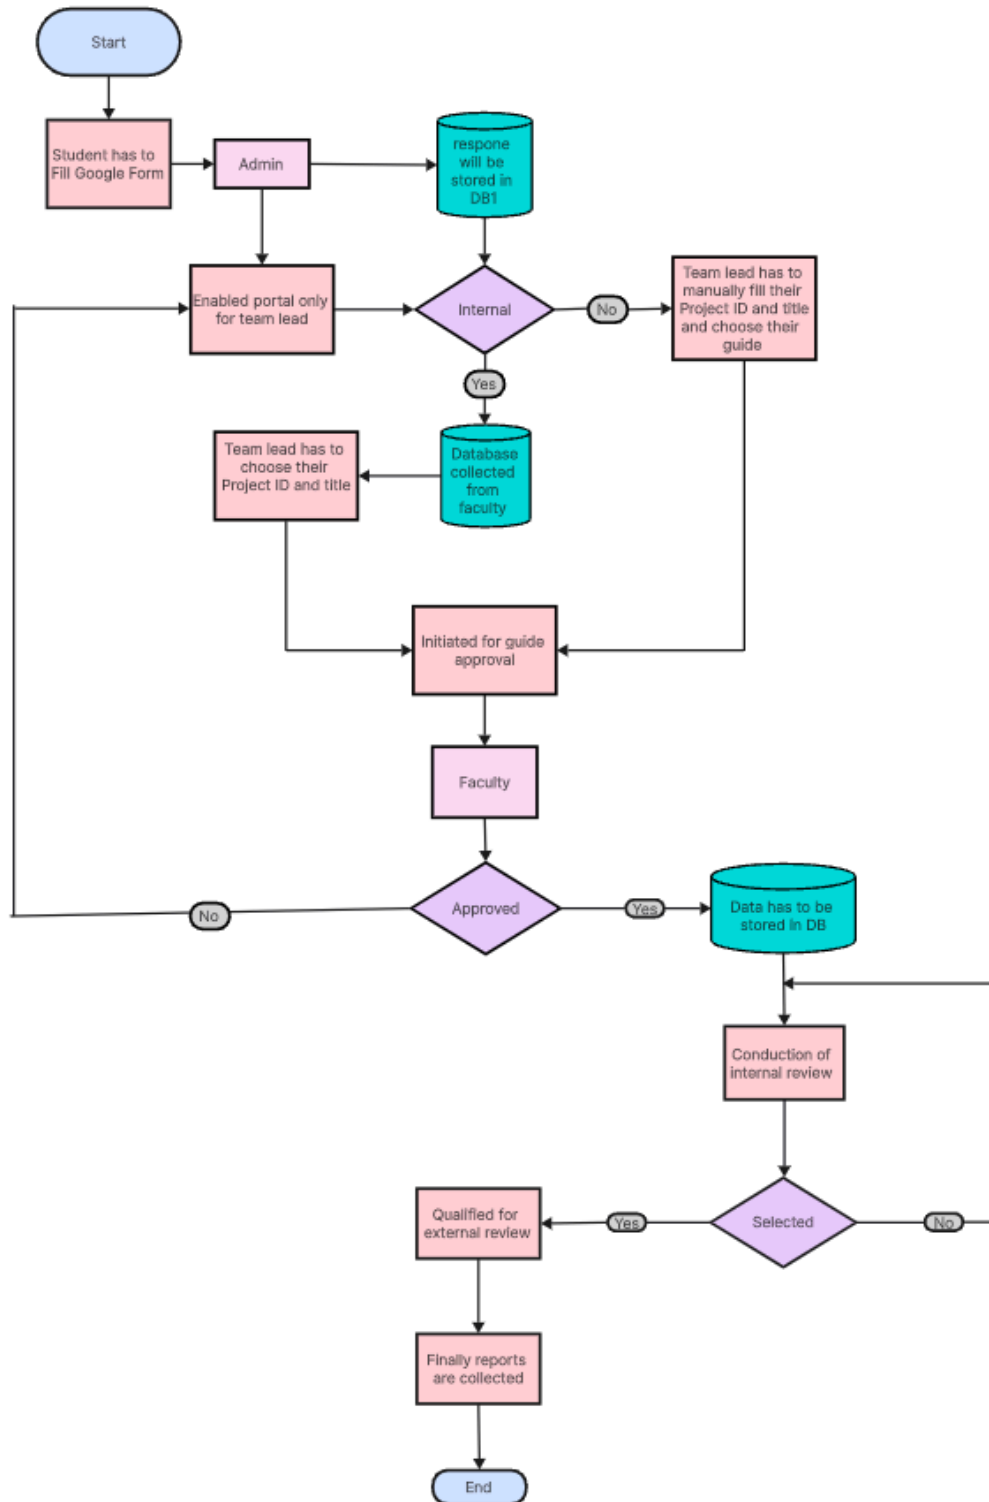 Start
Student has to
Fill Google Form
Admin
respone
will be
stored in
DB1
Enabled portal only
for team lead
Internal
No
Team lead has to
manually fill their
Project ID and title
and choose their
guide
Yes
Team lead has to
choose their
Project ID and title
Database
collected
from
faculty
Initiated for guide
approval
Faculty
Approved
No
Yes
Data has to be
stored in DB
Conduction of
internal review
Selected
Yes
No
Qualified for
external review
Finally reports
are collected
End